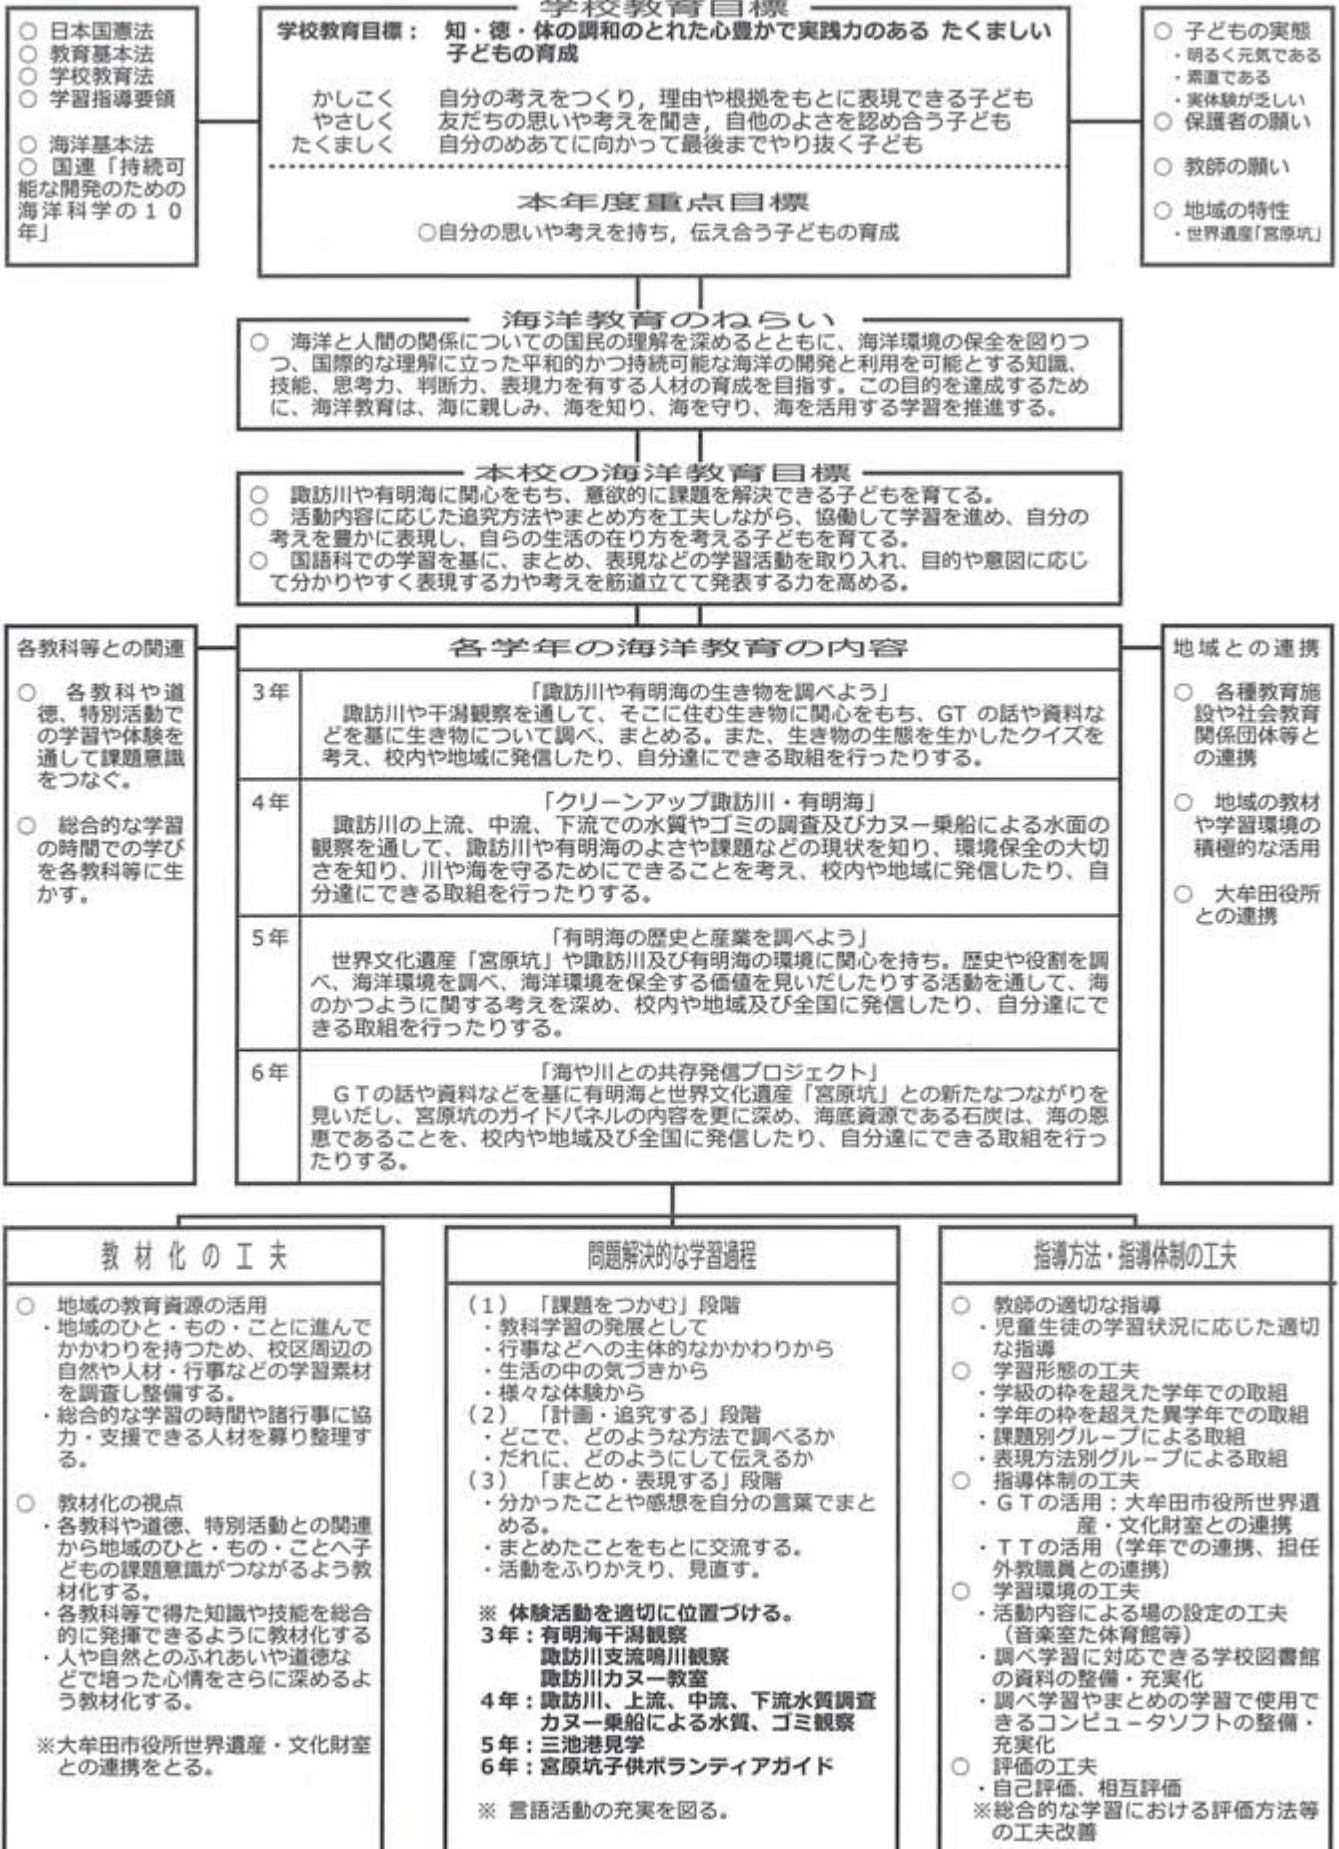 ○ 日本国憲法
○ 教育基本法
○ 学校教育法
○ 学習指導要領
○ 海洋基本法
○ 国連「持続可
能な開発のための
海洋科学の10
年」
学校教育目標
学校教育目標： 知・徳・体の調和のとれた心豊かで実践力のある たくましい
子どもの育成
かしこく 自分の考えをつくり，理由や根拠をもとに表現できる子ども
やさしく 友だちの思いや考えを聞き，自他のよさを認め合う子ども
たくましく 自分のめあてに向かって最後までやり抜く子ども
本年度重点目標
○自分の思いや考えを持ち，伝え合う子どもの育成
○ 子どもの実態
・明るく元気である
・素直である
・実体験が乏しい
○ 保護者の願い
○ 教師の願い
○ 地域の特性
・世界遺産「宮原坑」
海洋教育のねらい
○ 海洋と人間の関係についての国民の理解を深めるとともに、海洋環境の保全を図りつ
つ、国際的な理解に立った平和的かつ持続可能な海洋の開発と利用を可能とする知識、
技能、思考力、判断力、表現力を有する人材の育成を目指す。この目的を達成するため
に、海洋教育は、海に親しみ、海を知り、海を守り、海を活用する学習を推進する。
本校の海洋教育目標
○ 諏訪川や有明海に関心をもち、意欲的に課題を解決できる子どもを育てる。
○ 活動内容に応じた追究方法やまとめ方を工夫しながら、協働して学習を進め、自分の
考えを豊かに表現し、自らの生活の在り方を考える子どもを育てる。
○ 国語科での学習を基に、まとめ、表現などの学習活動を取り入れ、目的や意図に応じ
て分かりやすく表現する力や考えを筋道立てて発表する力を高める。
各教科等との関連
○ 各教科や道
徳、特別活動で
の学習や体験を
通して課題意識
をつなぐ。
○ 総合的な学習
の時間での学び
を各教科等に生
かす。
各学年の海洋教育の内容
3年 「諏訪川や有明海の生き物を調べよう」
諏訪川や干潟観察を通して、そこに住む生き物に関心をもち、GT の話や資料な
どを基に生き物について調べ、まとめる。また、生き物の生態を生かしたクイズを
考え、校内や地域に発信したり、自分達にできる取組を行ったりする。
4年 「クリーンアップ諏訪川・有明海」
諏訪川の上流、中流、下流での水質やゴミの調査及びカヌー乗船による水面の
観察を通して、諏訪川や有明海のよさや課題などの現状を知り、環境保全の大切
さを知り、川や海を守るためにできることを考え、校内や地域に発信したり、自
分達にできる取組を行ったりする。
5年 「有明海の歴史と産業を調べよう」
世界文化遺産「宮原坑」や諏訪川及び有明海の環境に関心を持ち。歴史や役割を調
べ、海洋環境を調べ、海洋環境を保全する価値を見いだしたりする活動を通して、海
のかつように関する考えを深め、校内や地域及び全国に発信したり、自分達にで
きる取組を行ったりする。
6年 「海や川との共存発信プロジェクト」
GTの話や資料などを基に有明海と世界文化遺産「宮原坑」との新たなつながりを
見いだし、宮原坑のガイドパネルの内容を更に深め、海底資源である石炭は、海の恩
恵であることを、校内や地域及び全国に発信したり、自分達にできる取組を行っ
たりする。
地域との連携
○ 各種教育施
設や社会教育
関係団体等と
の連携
○ 地域の教材
や学習環境の
積極的な活用
○ 大牟田役所
との連携
教材化の工夫
○ 地域の教育資源の活用
・地域のひと・もの・ことに進んで
かかわりを持つため、校区周辺の
自然や人材・行事などの学習素材
を調査し整備する。
・総合的な学習の時間や諸行事に協
力・支援できる人材を募り整理す
る。
○ 教材化の視点
・各教科や道徳、特別活動との関連
から地域のひと・もの・ことへ子
どもの課題意識がつながるよう教
材化する。
・各教科等で得た知識や技能を総合
的に発揮できるように教材化する
・人や自然とのふれあいや道徳な
どで培った心情をさらに深めるよ
う教材化する。
※大牟田市役所世界遺産・文化財室
との連携をとる。
問題解決的な学習過程
（1） 「課題をつかむ」段階
・教科学習の発展として
・行事などへの主体的なかかわりから
・生活の中の気づきから
・様々な体験から
（2） 「計画・追究する」段階
・どこで、どのような方法で調べるか
・だれに、どのようにして伝えるか
（3） 「まとめ・表現する」段階
・分かったことや感想を自分の言葉でまと
める。
・まとめたことをもとに交流する。
・活動をふりかえり、見直す。
※ 体験活動を適切に位置づける。
3年：有明海干潟観察
諏訪川支流鳴川観察
諏訪川カヌー教室
4年：諏訪川、上流、中流、下流水質調査
カヌー乗船による水質、ゴミ観察
5年：三池港見学
6年：宮原坑子供ボランティアガイド
※ 言語活動の充実を図る。
指導方法・指導体制の工夫
○ 教師の適切な指導
・児童生徒の学習状況に応じた適切
な指導
○ 学習形態の工夫
・学級の枠を超えた学年での取組
・学年の枠を超えた異学年での取組
・課題別グループによる取組
・表現方法別グループによる取組
○ 指導体制の工夫
・GTの活用：大牟田市役所世界遺
産・文化財室との連携
・TTの活用（学年での連携、担任
外教職員との連携）
○ 学習環境の工夫
・活動内容による場の設定の工夫
（音楽室た体育館等）
・調べ学習に対応できる学校図書館
の資料の整備・充実化
・調べ学習やまとめの学習で使用で
きるコンピュータソフトの整備・
充実化
○ 評価の工夫
・自己評価、相互評価
※総合的な学習における評価方法等
の工夫改善